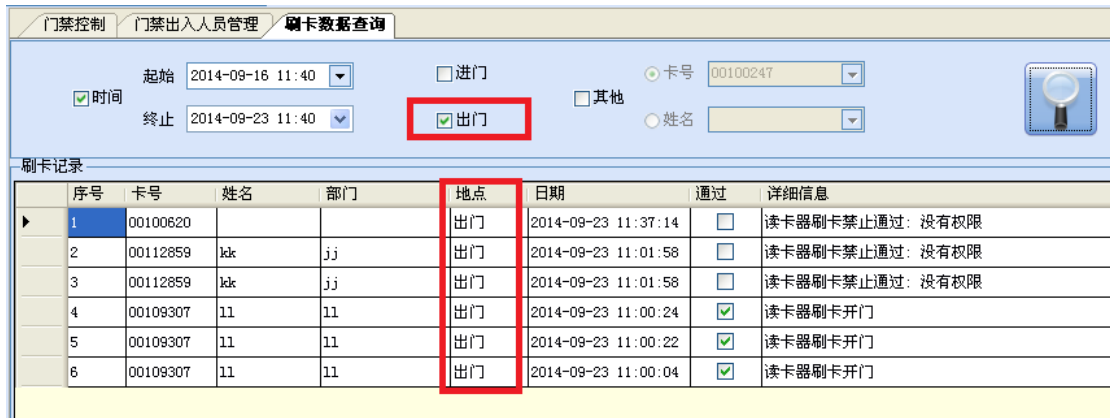 门禁控制 门禁出入人员管理 刷卡数据查询
起始 2014-09-16 11:40 进门 卡号 00100247
时间 其他
终止 2014-09-23 11:40 出门 姓名
刷卡记录
序号 卡号 姓名 部门 地点 日期 通过 详细信息
1 00100620 出门 2014-09-23 11:37:14 读卡器刷卡禁止通过: 没有权限
2 00112859 kk jj 出门 2014-09-23 11:01:58 读卡器刷卡禁止通过: 没有权限
3 00112859 kk jj 出门 2014-09-23 11:01:58 读卡器刷卡禁止通过: 没有权限
4 00109307 ll ll 出门 2014-09-23 11:00:24 读卡器刷卡开门
5 00109307 ll ll 出门 2014-09-23 11:00:22 读卡器刷卡开门
6 00109307 ll ll 出门 2014-09-23 11:00:04 读卡器刷卡开门